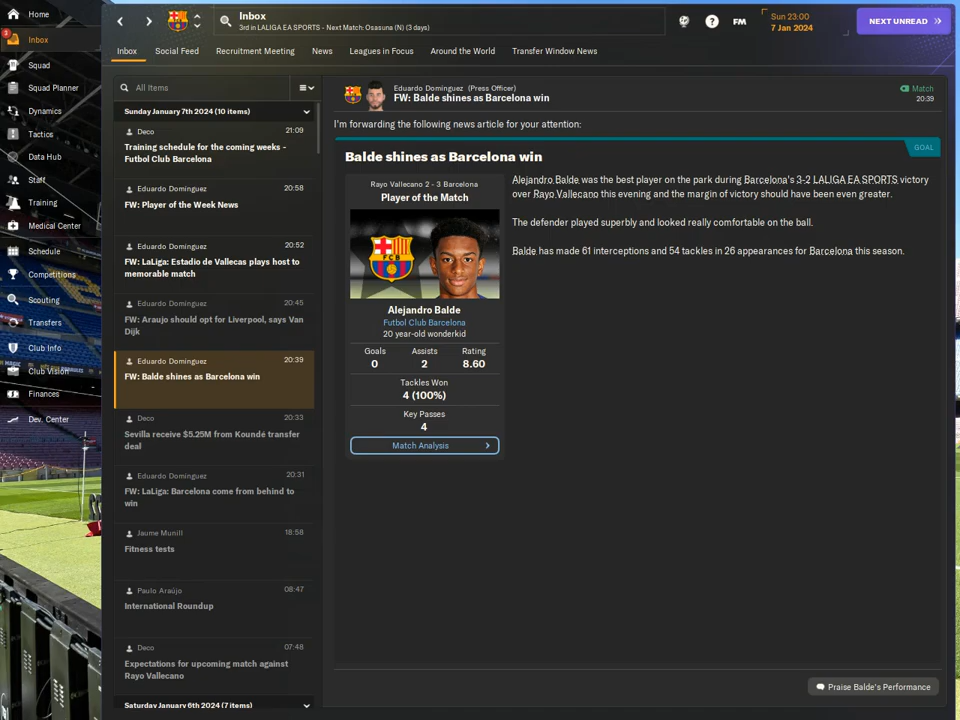 Home
3
Inbox
Squad
Squad Planner
Dynamics
Tactics
Data Hub
Staff
Training
Medical Center
Schedule
Competitions
Scouting
Transfers
Club Info
Club Vision
Finances
Dev. Center
Inbox
3rd in LALIGA EA SPORTS - Next Match: Osasuna (N) (3 days)
?
FM
Sun 23:00
7 Jan 2024
NEXT UNREAD
Inbox
Social Feed
Recruitment Meeting
News
Leagues in Focus
Around the World
Transfer Window News
All Items
Sunday January 7th 2024 (10 items)
Deco
21:09
Training schedule for the coming weeks -
Futbol Club Barcelona
Eduardo Domínguez
20:58
FW: Player of the Week News
Eduardo Domínguez
20:52
FW: LaLiga: Estadio de Vallecas plays host to
memorable match
Eduardo Domínguez
20:45
FW: Araujo should opt for Liverpool, says Van
Dijk
Eduardo Domínguez
20:39
FW: Balde shines as Barcelona win
Deco
20:33
Sevilla receive $5.25M from Koundé transfer
deal
Eduardo Domínguez
20:31
FW: LaLiga: Barcelona come from behind to
win
Jaume Munill
18:58
Fitness tests
Paulo Araújo
08:47
International Roundup
Deco
07:48
Expectations for upcoming match against
Rayo Vallecano
Saturday January 6th 2024 (7 items)
Eduardo Domínguez (Press Officer)
FW: Balde shines as Barcelona win
Match
20:39
I'm forwarding the following news article for your attention:
GOAL
Balde shines as Barcelona win
Rayo Vallecano 2 - 3 Barcelona
Player of the Match
FCB
Alejandro Balde
Futbol Club Barcelona
20 year-old wonderkid
Goals
Assists
Rating
0
2
8.60
Tackles Won
4 (100%)
Key Passes
4
Match Analysis
Alejandro Balde was the best player on the park during Barcelona's 3-2 LALIGA EA SPORTS victory
over Rayo Vallecano this evening and the margin of victory should have been even greater.
The defender played superbly and looked really comfortable on the ball.
Balde has made 61 interceptions and 54 tackles in 26 appearances for Barcelona this season.
Praise Balde's Performance